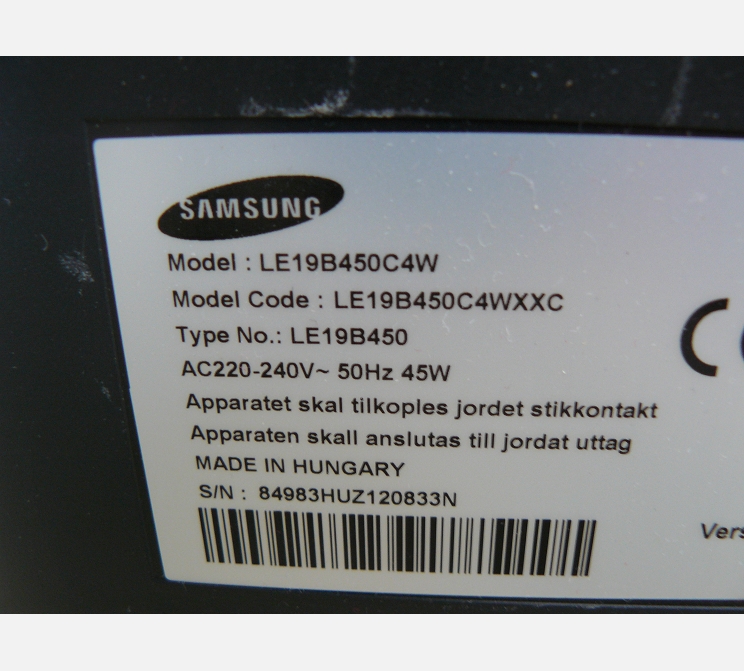 SAMSUNG
Model : LE19B450C4W
Model Code : LE19B450C4WXXC
Type No.: LE19B450
AC220-240V~ 50Hz 45W
Apparatet skal tilkoples jordet stikkontakt
Apparaten skall anslutas till jordat uttag
MADE IN HUNGARY
S/N : 84983HUZ120833N